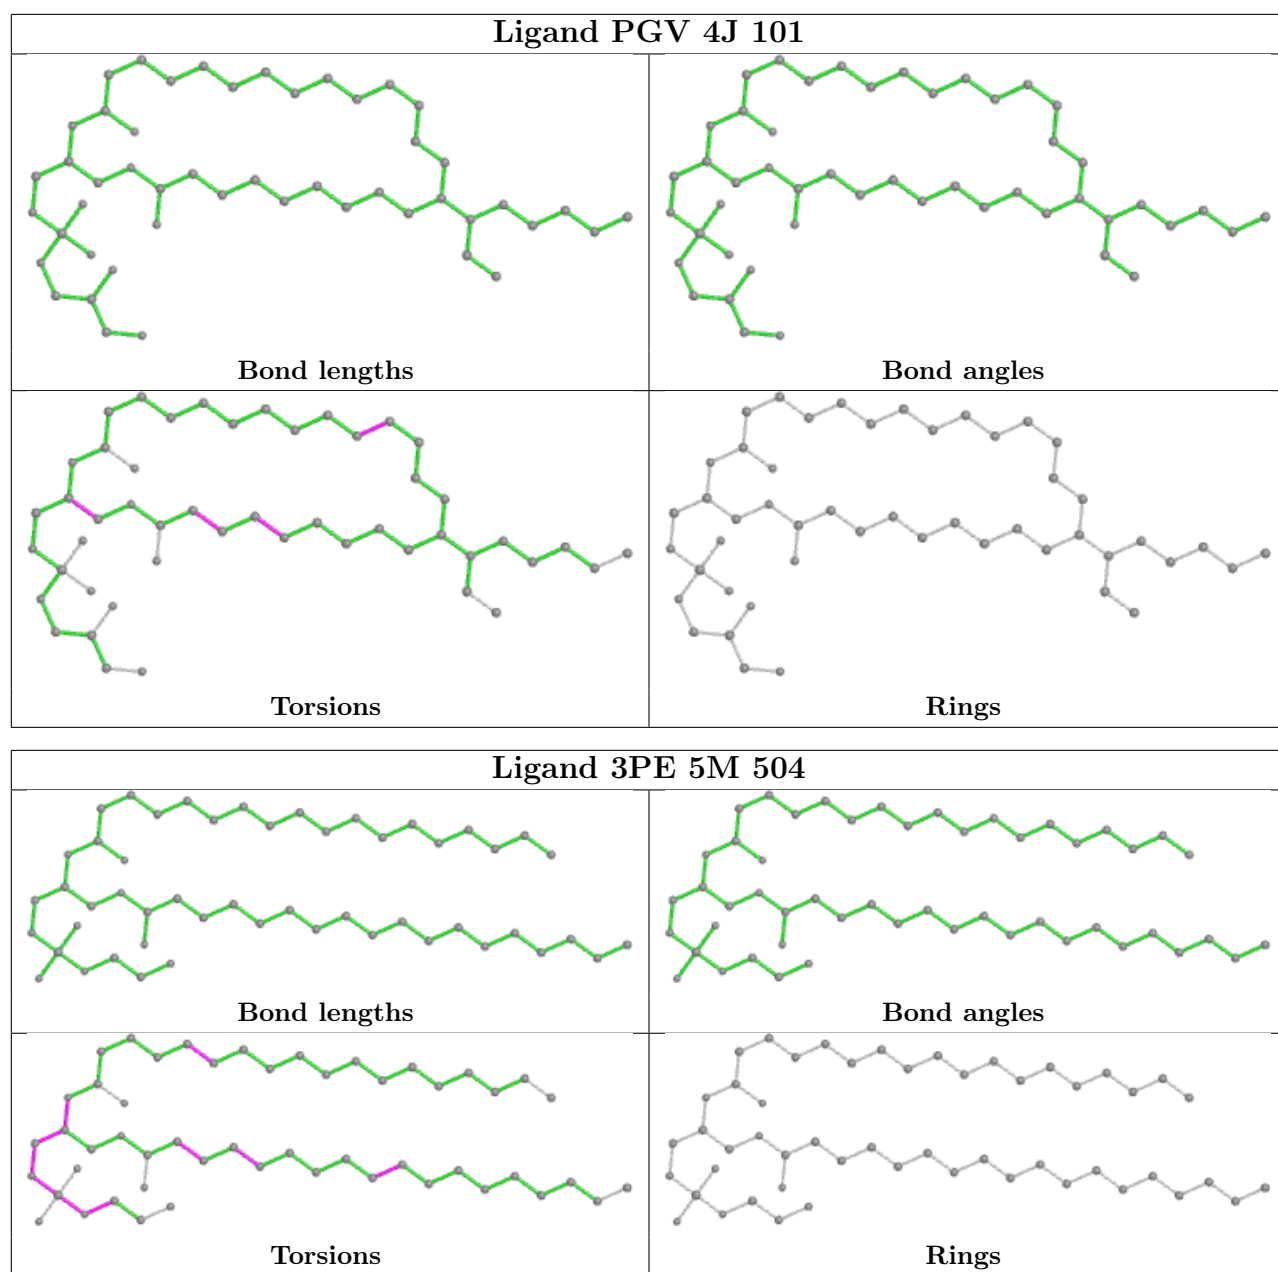 Ligand PGV 4J 101
Bond lengths
Bond angles
Torsions
Rings
Ligand 3PE 5M 504
Bond lengths
Bond angles
Torsions
Rings